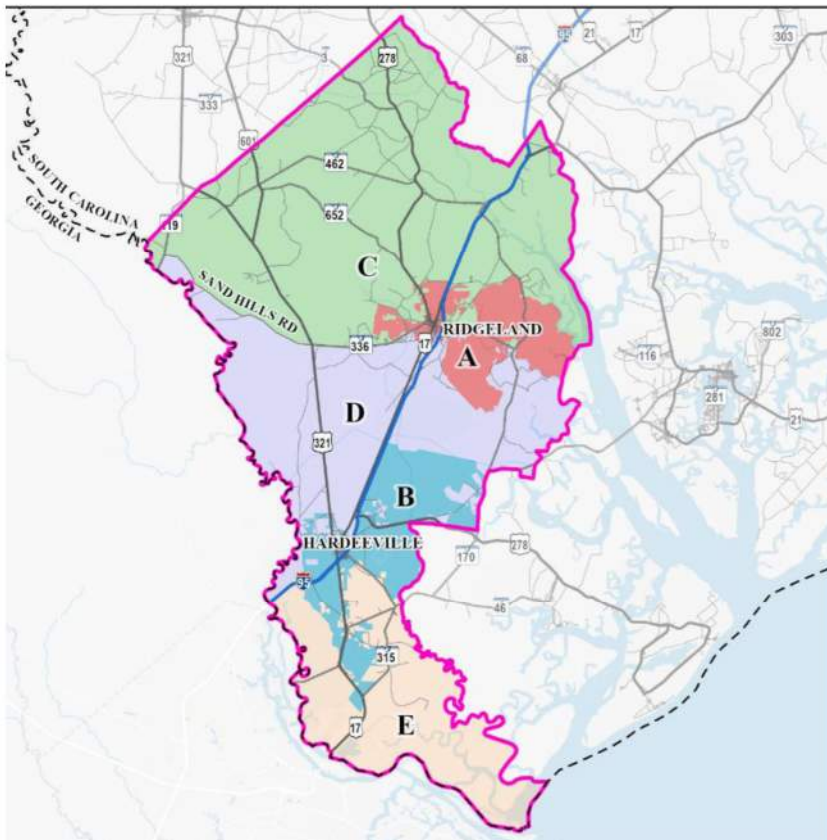 321
278
17
21
303
68
95
3
333
601
462
652
SOUTH CAROLINA
GEORGIA
119
SAND HILLS RD
C
RIDGELAND
336
17
A
116
802
281
21
D
321
B
HARDEEVILLE
170
278
95
46
315
E
17